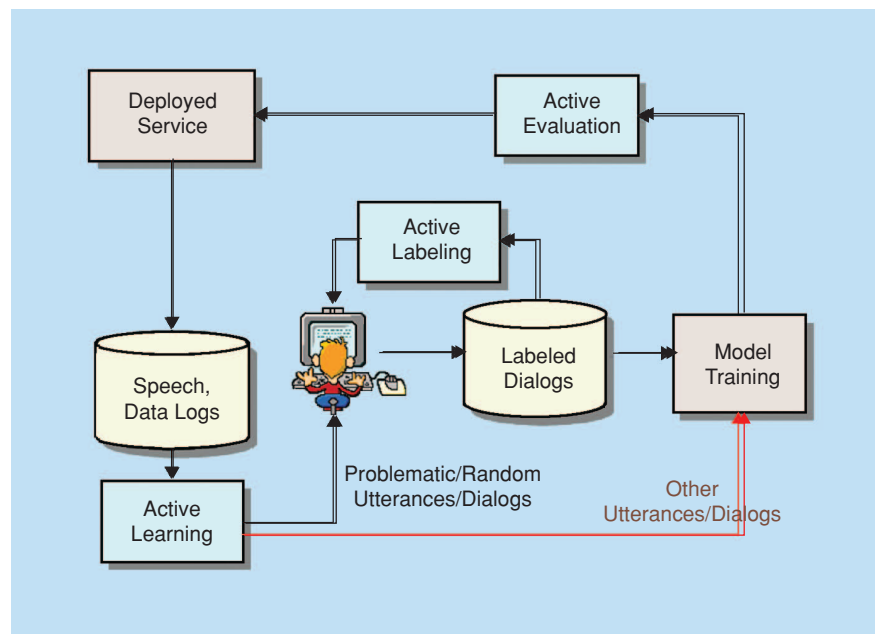 Deployed
Service
Active
Evaluation
Active
Labeling
Speech,
Data Logs
Labeled
Dialogs
Model
Training
Problematic/Random
Utterances/Dialogs
Other
Utterances/Dialogs
Active
Learning